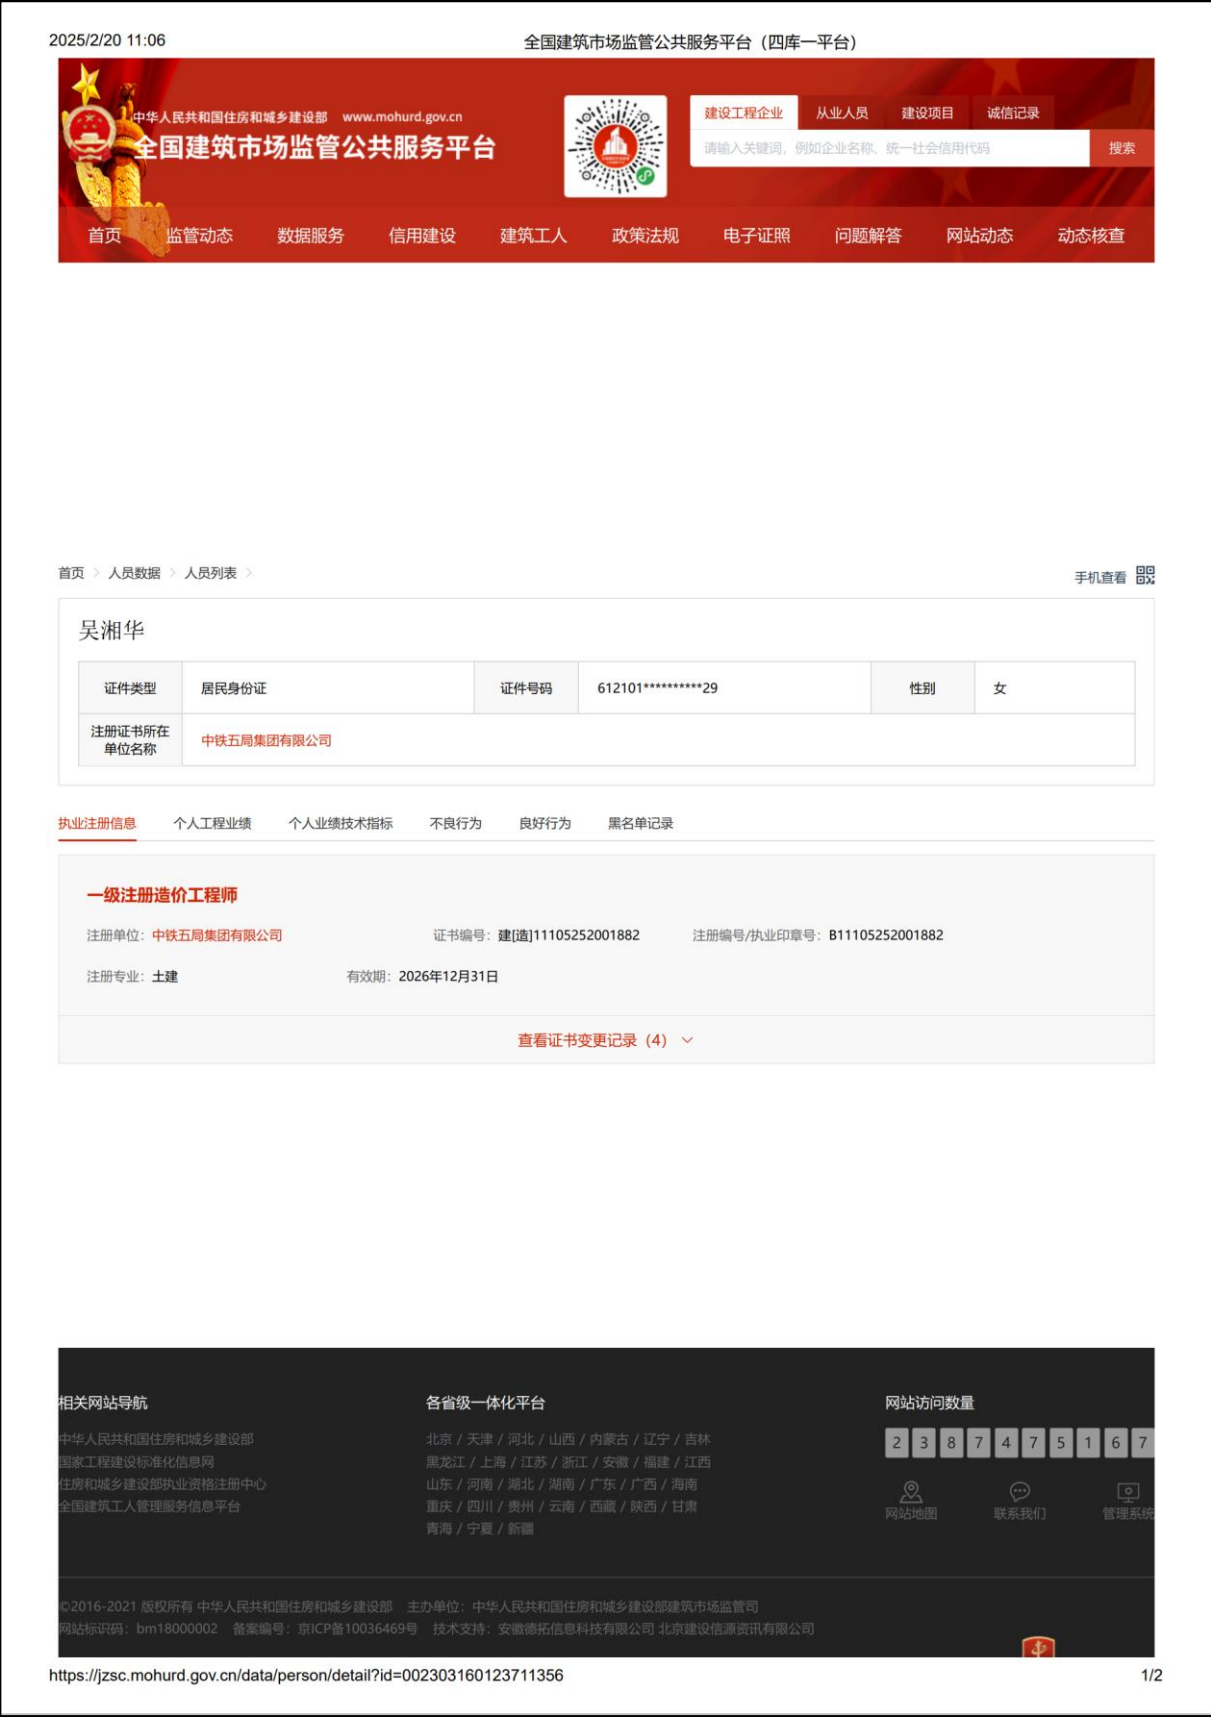 2025/2/20 11:06
全国建筑市场监管公共服务平台（四库一平台）
中华人民共和国住房和城乡建设部 www.mohurd.gov.cn
全国建筑市场监管公共服务平台
建设工程企业 从业人员 建设项目 诚信记录
请输入关键词，例如企业名称、统一社会信用代码 搜索
首页 监管动态 数据服务 信用建设 建筑工人 政策法规 电子证照 问题解答 网站动态 动态核查
首页 > 人员数据 > 人员列表 >
手机查看
吴湘华
证件类型 居民身份证 证件号码 612101**********29 性别 女
注册证书所在
单位名称
中铁五局集团有限公司
执业注册信息 个人工程业绩 个人业绩技术指标 不良行为 良好行为 黑名单记录
一级注册造价工程师
注册单位：中铁五局集团有限公司 证书编号：建[造]11105252001882 注册编号/执业印章号：B11105252001882
注册专业：土建 有效期：2026年12月31日
查看证书变更记录（4）
相关网站导航
中华人民共和国住房和城乡建设部
国家工程建设标准化信息网
住房和城乡建设部执业资格注册中心
全国建筑工人管理服务信息平台
各省级一体化平台
北京 / 天津 / 河北 / 山西 / 内蒙古 / 辽宁 / 吉林
黑龙江 / 上海 / 江苏 / 浙江 / 安徽 / 福建 / 江西
山东 / 河南 / 湖北 / 湖南 / 广东 / 广西 / 海南
重庆 / 四川 / 贵州 / 云南 / 西藏 / 陕西 / 甘肃
青海 / 宁夏 / 新疆
网站访问数量
2 3 8 7 4 7 5 1 6 7
网站地图 联系我们 管理系统
©2016-2021 版权所有 中华人民共和国住房和城乡建设部 主办单位：中华人民共和国住房和城乡建设部建筑市场监管司
网站标识码：bm18000002 备案编号：京ICP备10036469号 技术支持：安徽德拓信息科技有限公司 北京建设信源资讯有限公司
https://jzsc.mohurd.gov.cn/data/person/detail?id=002303160123711356
1/2